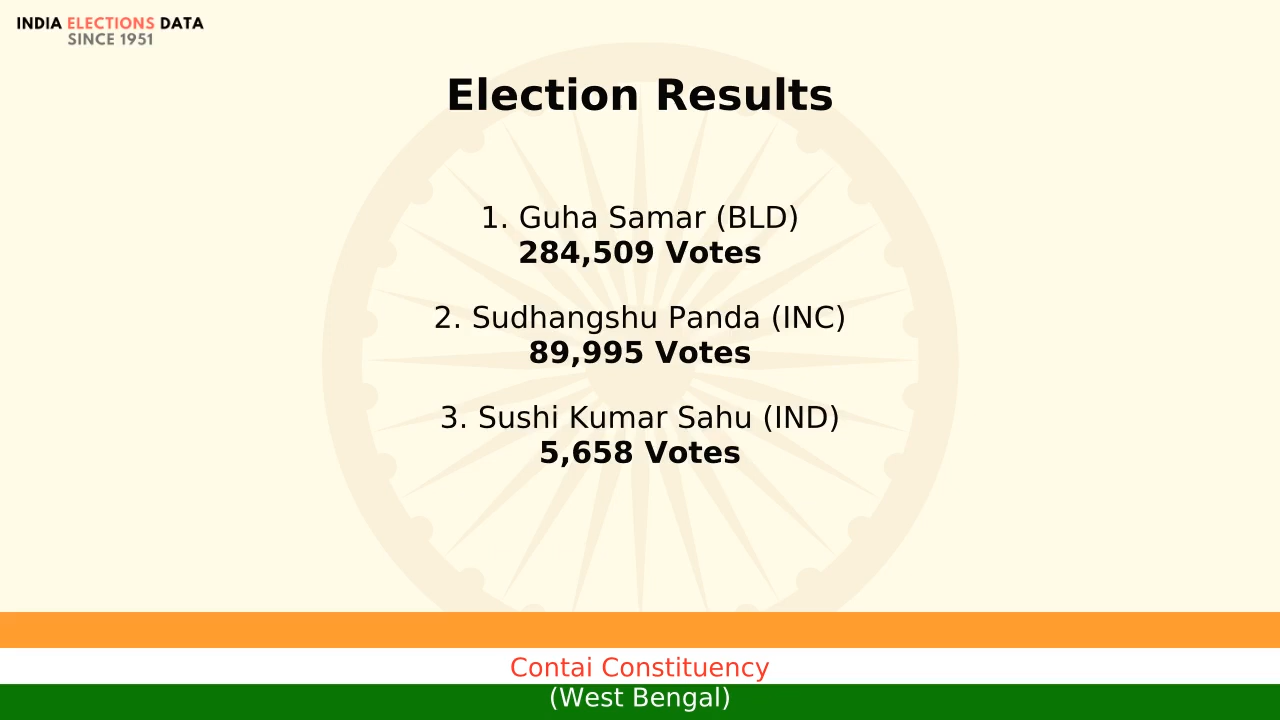 INDIA ELECTIONS DATA
SINCE 1951
Election Results
1. Guha Samar (BLD)
284,509 Votes
2. Sudhangshu Panda (INC)
89,995 Votes
3. Sushi Kumar Sahu (IND)
5,658 Votes
Contai Constituency
(West Bengal)